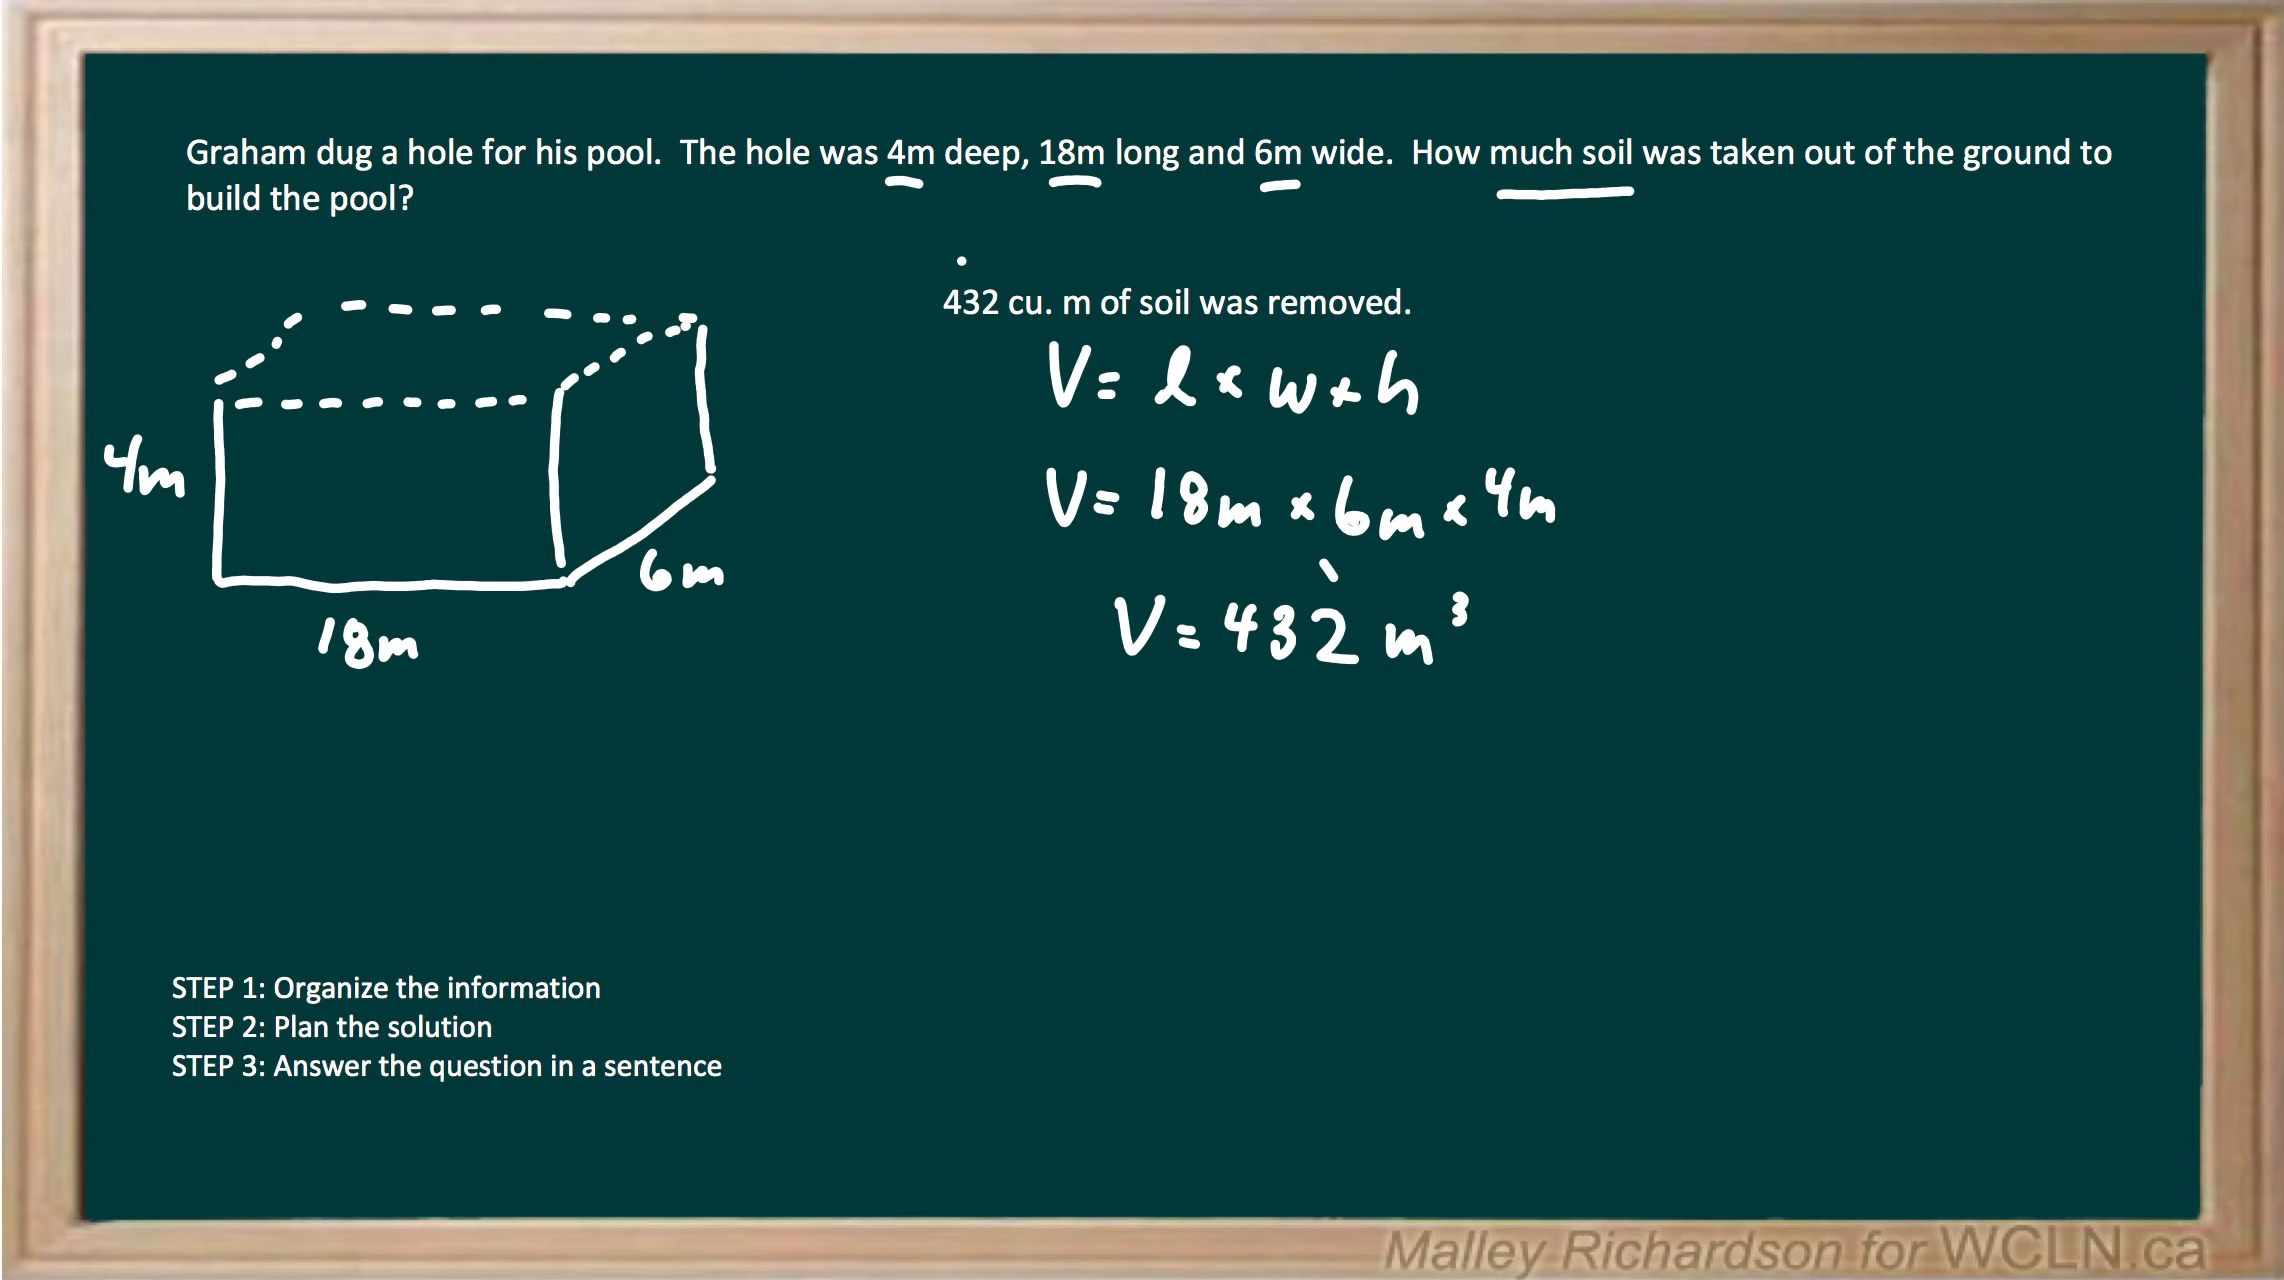 Graham dug a hole for his pool.  The hole was 4m deep, 18m long and 6m wide.  How much soil was taken out of the ground to
build the pool?
432 cu. m of soil was removed.
V= l x w x h
4m
V= 18m x 6m x 4m
6m
V= 432 m³
18m
STEP 1: Organize the information
STEP 2: Plan the solution
STEP 3: Answer the question in a sentence
Malley Richardson for WCLN.ca